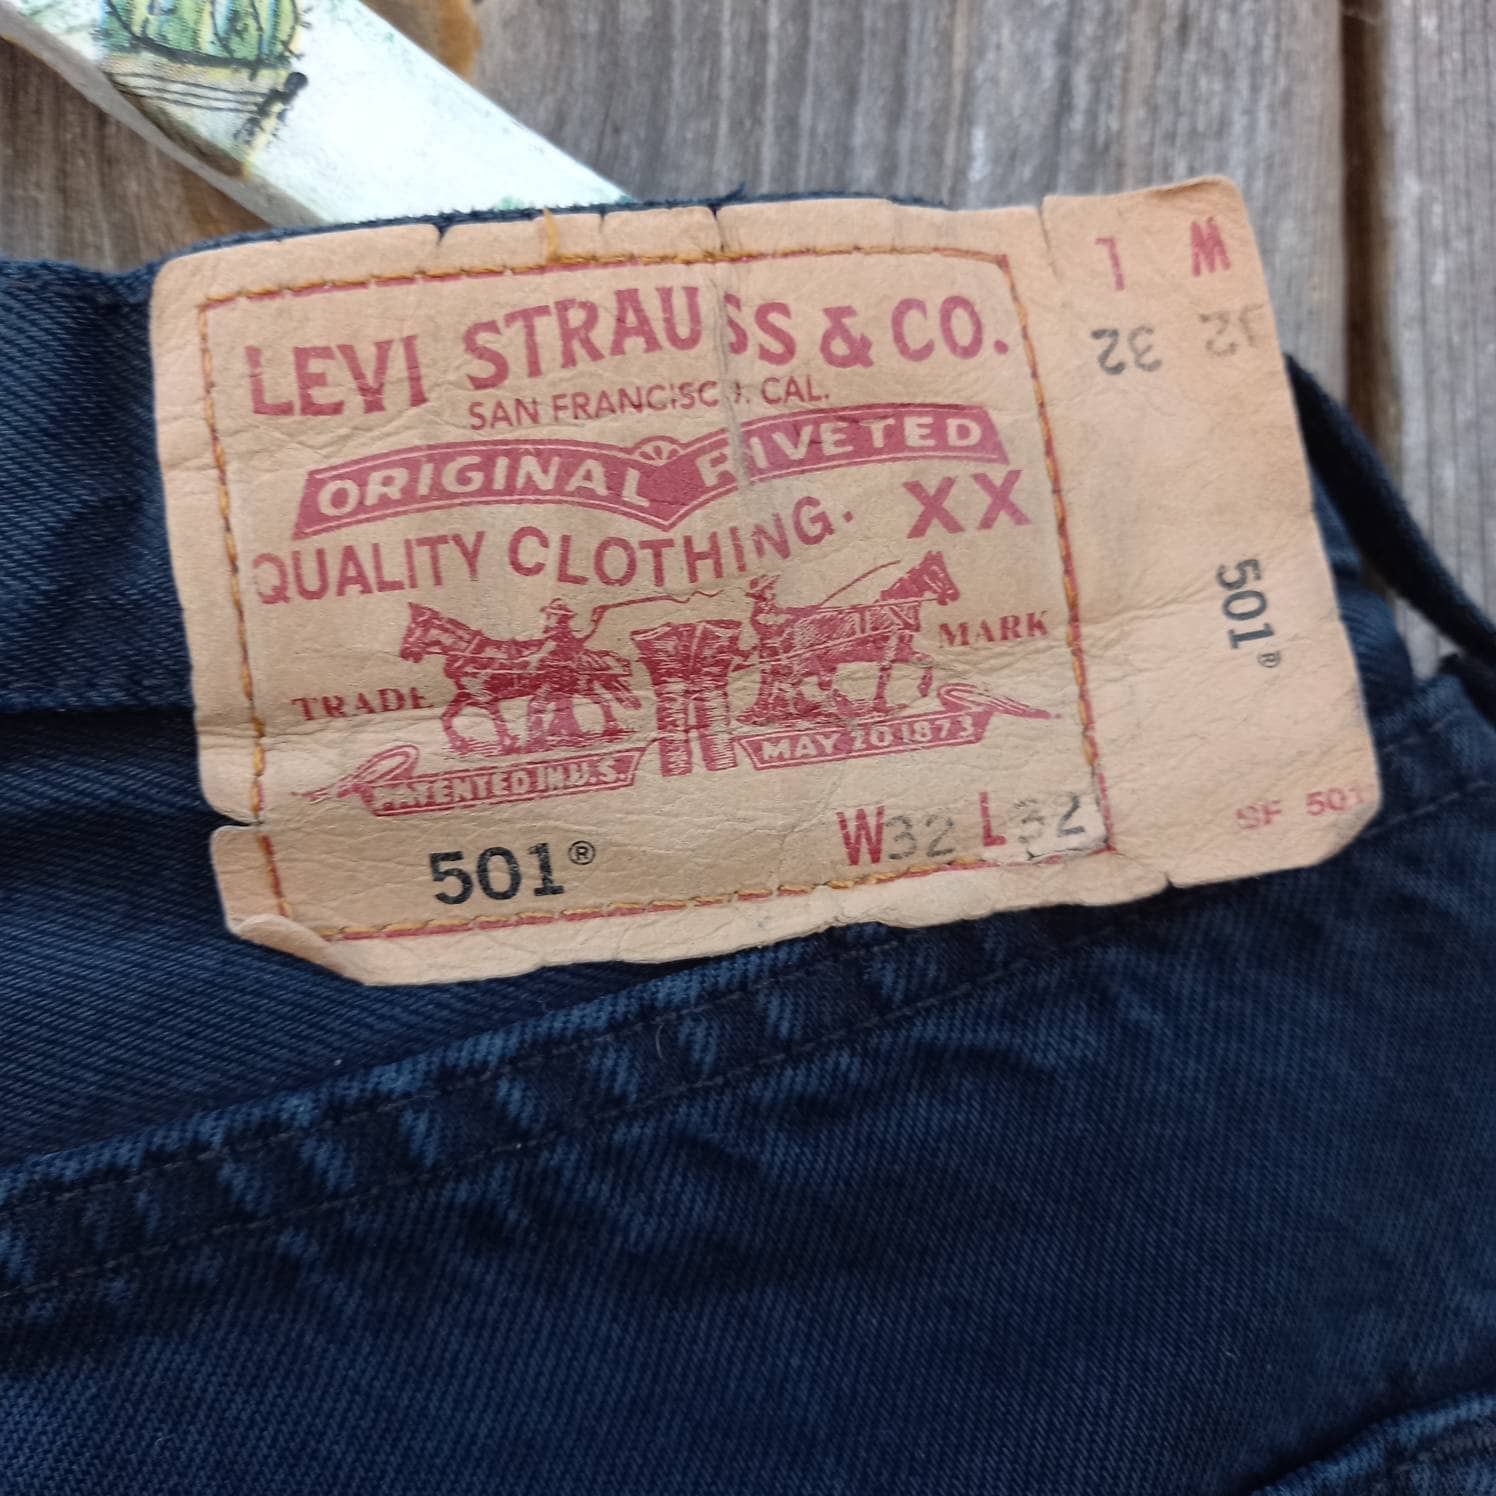 LEVI STRAUSS & CO.
SAN FRANCISCO. CAL.
ORIGINAL RIVETED
QUALITY CLOTHING. XX
TRADE MARK
PATENTED IN U.S. MAY 20 1873
501® W32 L32
W L
32 32
501®
SF 501